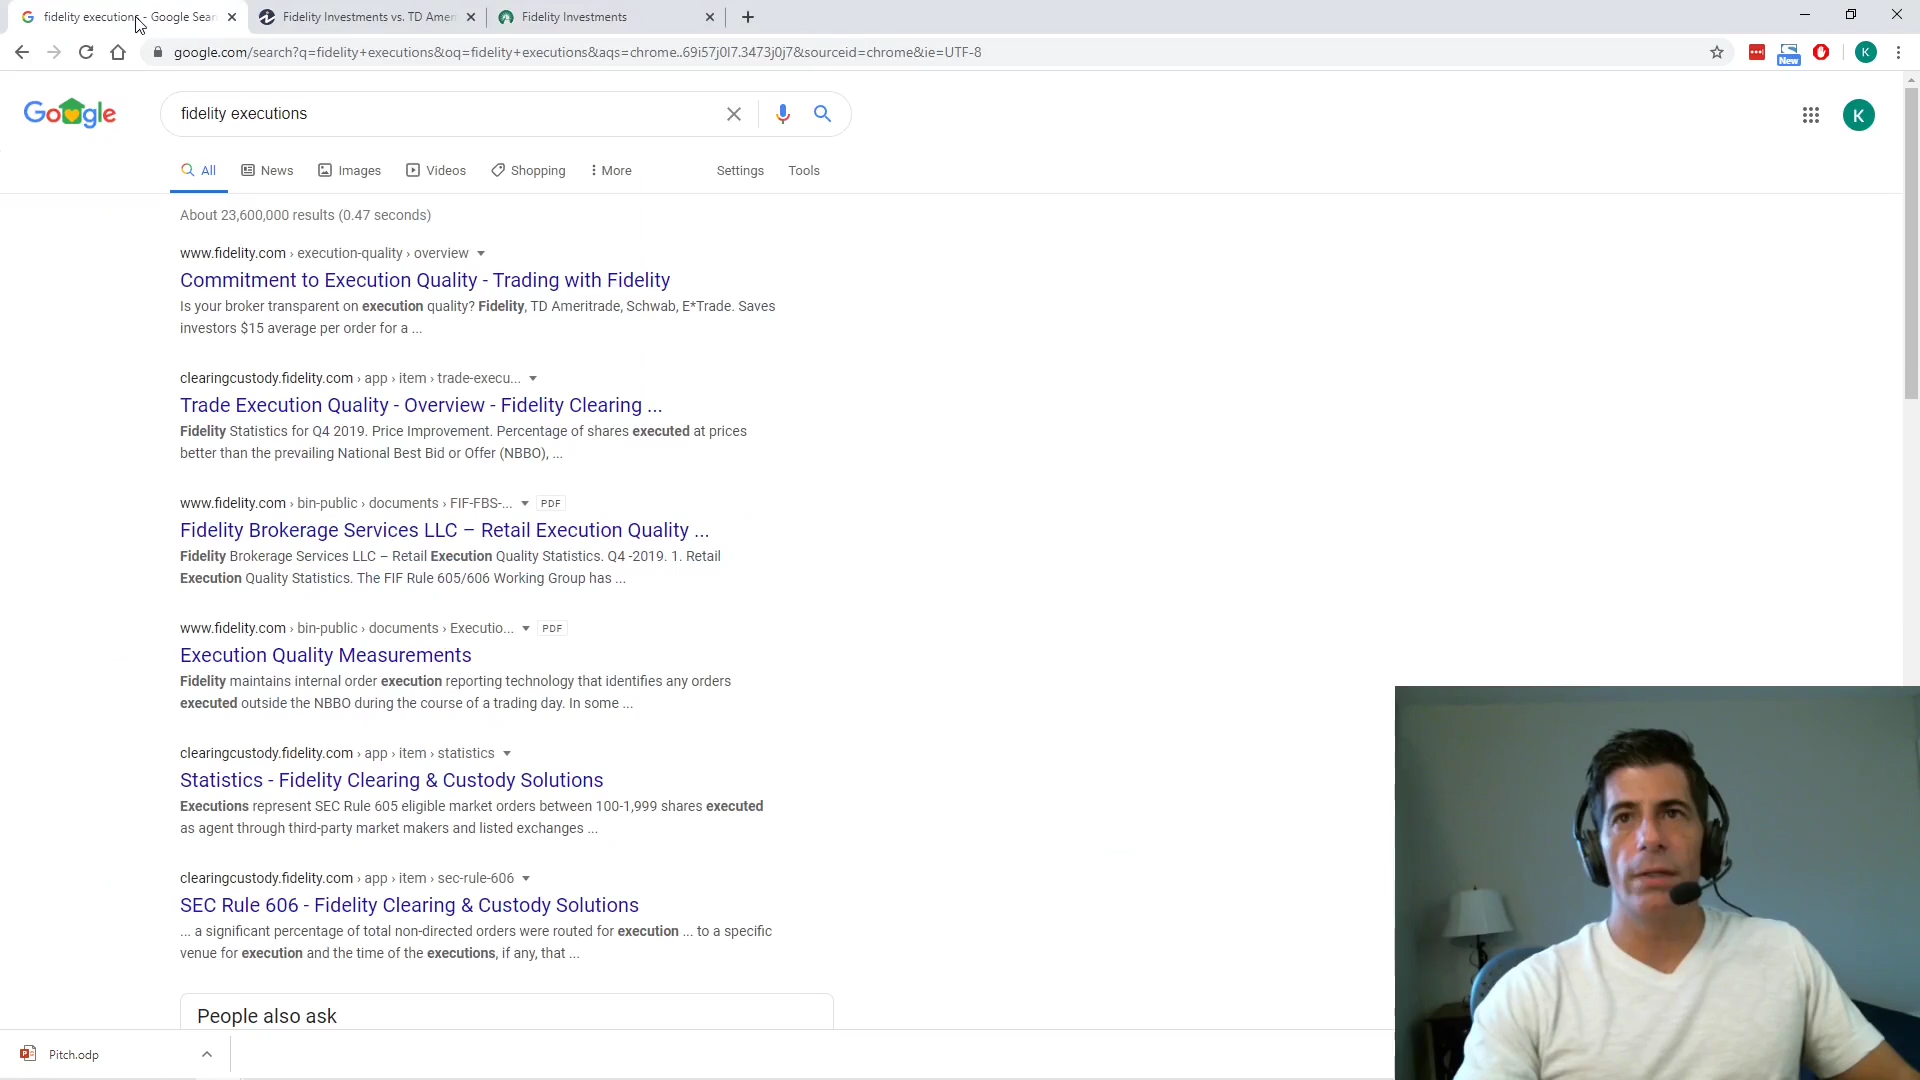 fidelity executions - Google Sear
Fidelity Investments vs. TD Amer
Fidelity Investments
google.com/search?q=fidelity+executions&oq=fidelity+executions&aqs=chrome..69i57j0l7.3473j0j7&sourceid=chrome&ie=UTF-8
New
K
Google
fidelity executions
K
All
News
Images
Videos
Shopping
More
Settings
Tools
About 23,600,000 results (0.47 seconds)
www.fidelity.com › execution-quality › overview
Commitment to Execution Quality - Trading with Fidelity
Is your broker transparent on execution quality? Fidelity, TD Ameritrade, Schwab, E*Trade. Saves
investors $15 average per order for a ...
clearingcustody.fidelity.com › app › item › trade-execu...
Trade Execution Quality - Overview - Fidelity Clearing ...
Fidelity Statistics for Q4 2019. Price Improvement. Percentage of shares executed at prices
better than the prevailing National Best Bid or Offer (NBBO), ...
www.fidelity.com › bin-public › documents › FIF-FBS-... PDF
Fidelity Brokerage Services LLC – Retail Execution Quality ...
Fidelity Brokerage Services LLC – Retail Execution Quality Statistics. Q4 -2019. 1. Retail
Execution Quality Statistics. The FIF Rule 605/606 Working Group has ...
www.fidelity.com › bin-public › documents › Executio... PDF
Execution Quality Measurements
Fidelity maintains internal order execution reporting technology that identifies any orders
executed outside the NBBO during the course of a trading day. In some ...
clearingcustody.fidelity.com › app › item › statistics
Statistics - Fidelity Clearing & Custody Solutions
Executions represent SEC Rule 605 eligible market orders between 100-1,999 shares executed
as agent through third-party market makers and listed exchanges ...
clearingcustody.fidelity.com › app › item › sec-rule-606
SEC Rule 606 - Fidelity Clearing & Custody Solutions
... a significant percentage of total non-directed orders were routed for execution ... to a specific
venue for execution and the time of the executions, if any, that ...
People also ask
Pitch.odp